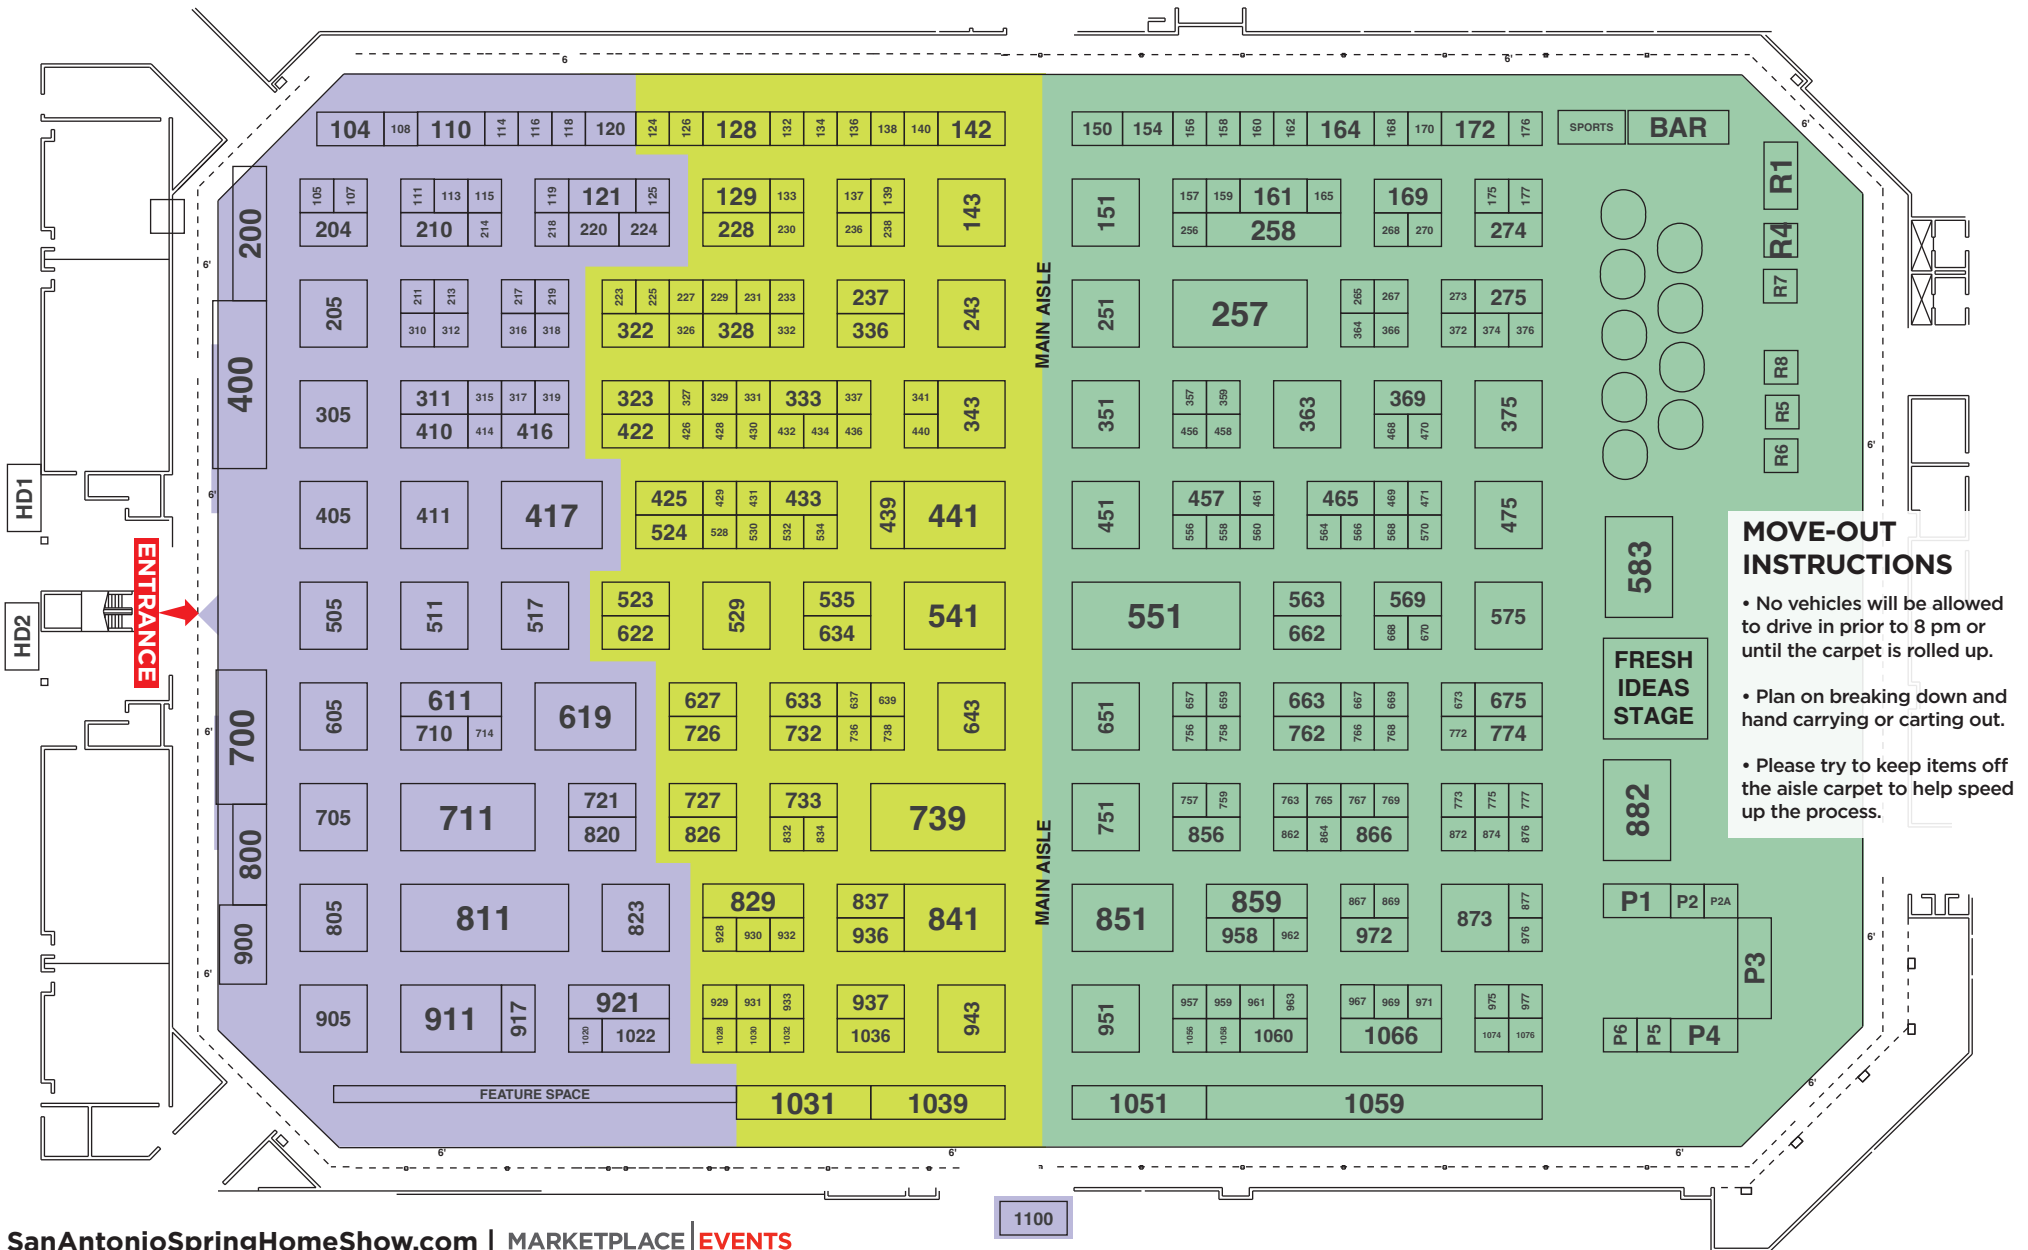 6 6'
104 108 110 114 116 118 120 124 126 128 132 134 136 138 140 142 150 154 156 158 160 162 164 168 170 172 176 SPORTS BAR 6'
105 107 111 113 115 119 121 125 129 133 137 139 143 151 157 159 161 165 169 175 177 R1
200 204 210 214 218 220 224 228 230 236 238 256 258 268 270 274 R4
6'
205 211 213 217 219 223 225 227 229 231 233 237 243 MAIN AISLE 251 257 265 267 273 275 R7
310 312 316 318 322 326 328 332 336 364 366 372 374 376
400 R8
305 311 315 317 319 323 327 329 331 333 337 341 343 351 357 359 363 369 375 R5
410 414 416 422 426 428 430 432 434 436 440 456 458 468 470 6' R6
HD1 6'
405 411 417 425 429 431 433 439 441 451 457 461 465 469 471 475
524 528 530 532 534 556 558 560 564 566 568 570
MOVE-OUT
INSTRUCTIONS
• No vehicles will be allowed
to drive in prior to 8 pm or
until the carpet is rolled up.
• Plan on breaking down and
hand carrying or carting out.
• Please try to keep items off
the aisle carpet to help speed
up the process.
583
ENTRANCE
HD2
505 511 517 523 529 535 541 551 563 569 575
622 634 662 668 670
FRESH
IDEAS
STAGE
700 6'
605 611 619 627 633 637 639 643 651 657 659 663 667 669 673 675
710 714 726 732 736 738 756 758 762 766 768 772 774
705 711 721 727 733 739 751 757 759 763 765 767 769 773 775 777 882
800 820 826 832 834 MAIN AISLE 856 862 864 866 872 874 876
805 811 823 829 837 841 851 859 867 869 873 877 P1 P2 P2A
900 928 930 932 936 958 962 972 976 6'
6' P3
905 911 917 921 929 931 933 937 943 951 957 959 961 963 967 969 971 975 977
1020 1022 1028 1030 1032 1036 1056 1058 1060 1066 1074 1076 P6 P5 P4
FEATURE SPACE 1031 1039 1051 1059 6'
6' 6' 6'
1100
SanAntonioSpringHomeShow.com | MARKETPLACE | EVENTS